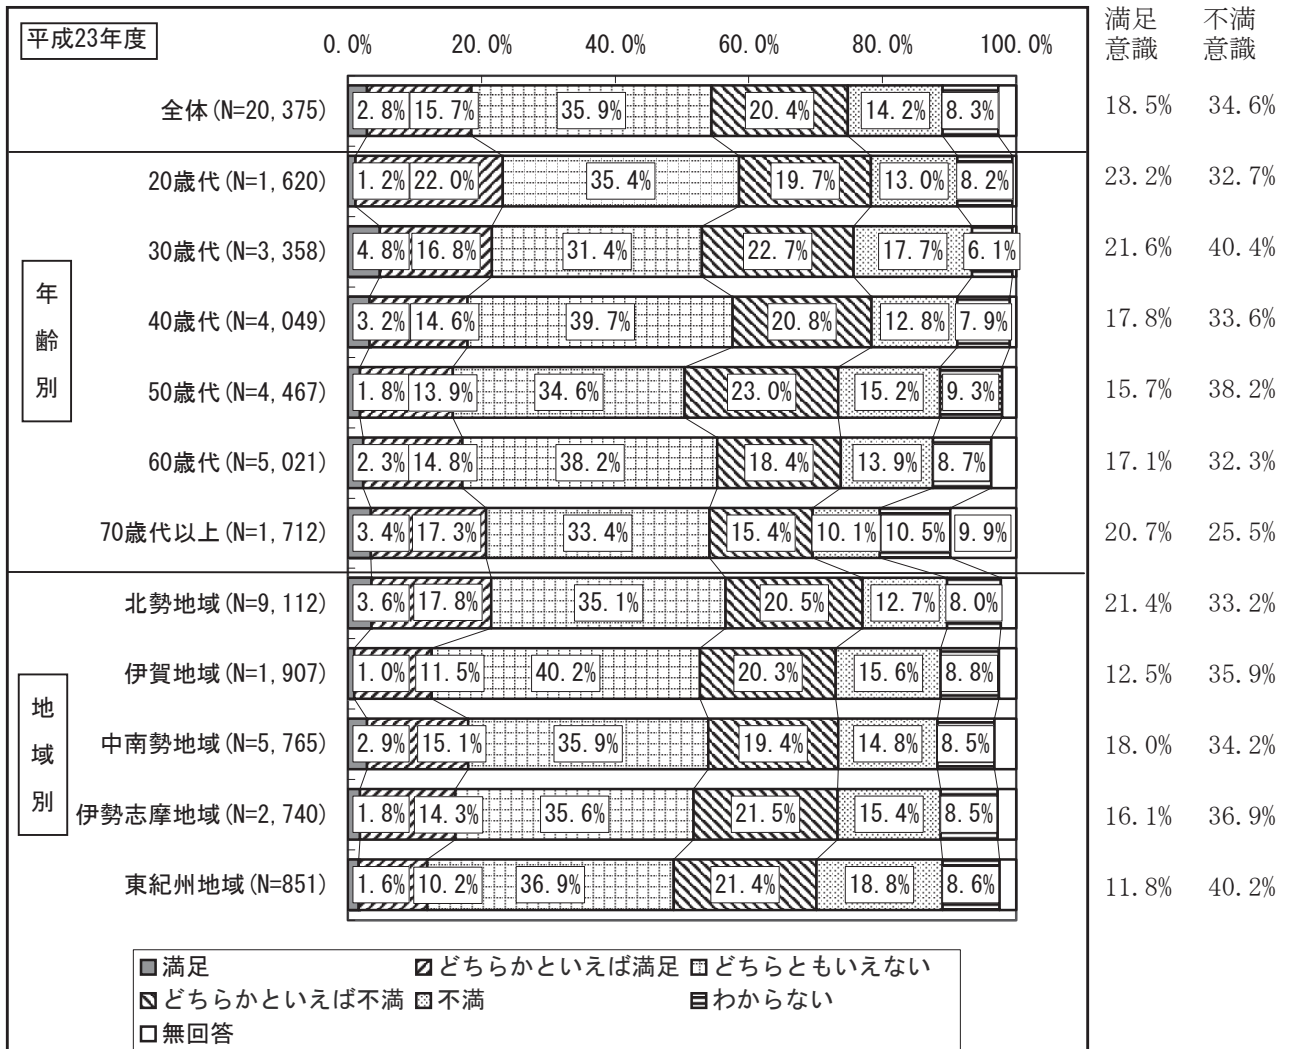 平成23年度
0.0% 20.0% 40.0% 60.0% 80.0% 100.0%
満足意識 不満意識
全体(N=20,375) 2.8% 15.7% 35.9% 20.4% 14.2% 8.3% 18.5% 34.6%
年齢別
20歳代(N=1,620) 1.2% 22.0% 35.4% 19.7% 13.0% 8.2% 23.2% 32.7%
30歳代(N=3,358) 4.8% 16.8% 31.4% 22.7% 17.7% 6.1% 21.6% 40.4%
40歳代(N=4,049) 3.2% 14.6% 39.7% 20.8% 12.8% 7.9% 17.8% 33.6%
50歳代(N=4,467) 1.8% 13.9% 34.6% 23.0% 15.2% 9.3% 15.7% 38.2%
60歳代(N=5,021) 2.3% 14.8% 38.2% 18.4% 13.9% 8.7% 17.1% 32.3%
70歳代以上(N=1,712) 3.4% 17.3% 33.4% 15.4% 10.1% 10.5% 9.9% 20.7% 25.5%
地域別
北勢地域(N=9,112) 3.6% 17.8% 35.1% 20.5% 12.7% 8.0% 21.4% 33.2%
伊賀地域(N=1,907) 1.0% 11.5% 40.2% 20.3% 15.6% 8.8% 12.5% 35.9%
中南勢地域(N=5,765) 2.9% 15.1% 35.9% 19.4% 14.8% 8.5% 18.0% 34.2%
伊勢志摩地域(N=2,740) 1.8% 14.3% 35.6% 21.5% 15.4% 8.5% 16.1% 36.9%
東紀州地域(N=851) 1.6% 10.2% 36.9% 21.4% 18.8% 8.6% 11.8% 40.2%
満足 どちらかといえば満足 どちらともいえない
どちらかといえば不満 不満 わからない
無回答